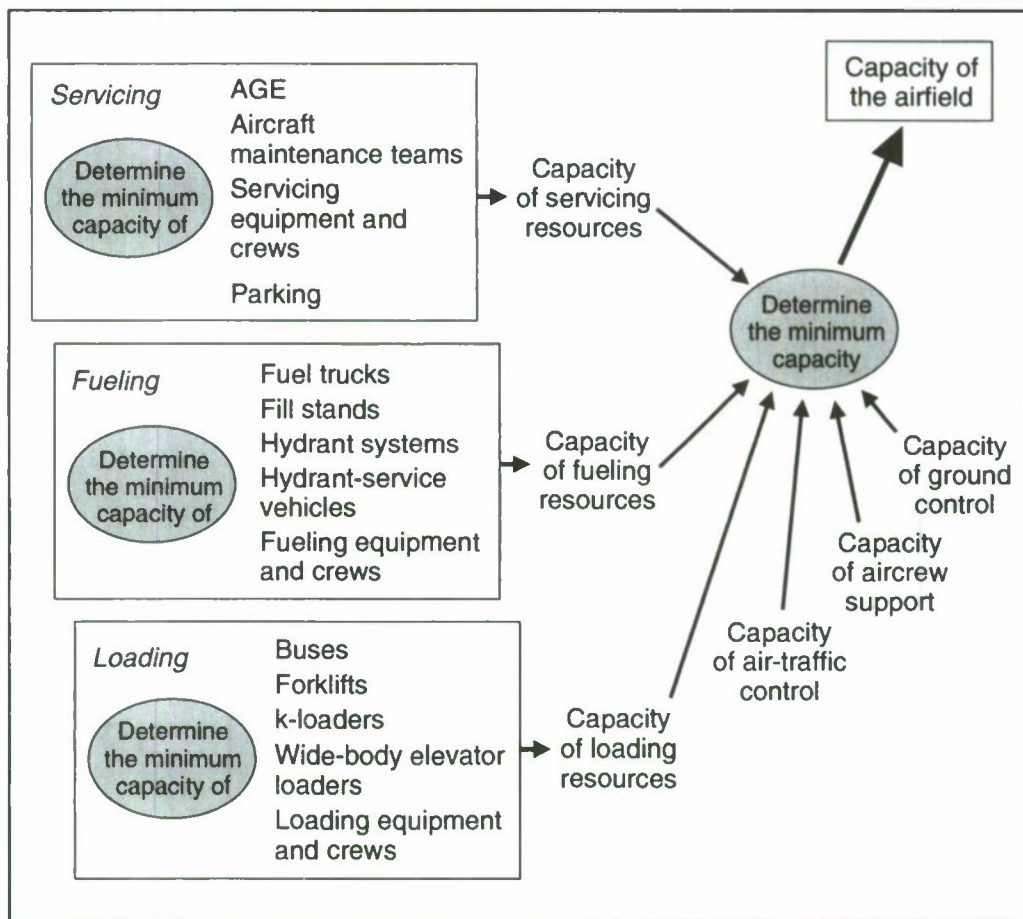 Servicing
Determine
the minimum
capacity of
AGE
Aircraft
maintenance teams
Servicing
equipment and
crews
Parking
Capacity
of servicing
resources
Fueling
Determine
the minimum
capacity of
Fuel trucks
Fill stands
Hydrant systems
Hydrant-service
vehicles
Fueling equipment
and crews
Capacity
of fueling
resources
Loading
Determine
the minimum
capacity of
Buses
Forklifts
k-loaders
Wide-body elevator
loaders
Loading equipment
and crews
Capacity
of loading
resources
Capacity
of air-traffic
control
Capacity
of aircrew
support
Capacity
of ground
control
Determine
the minimum
capacity
Capacity of
the airfield